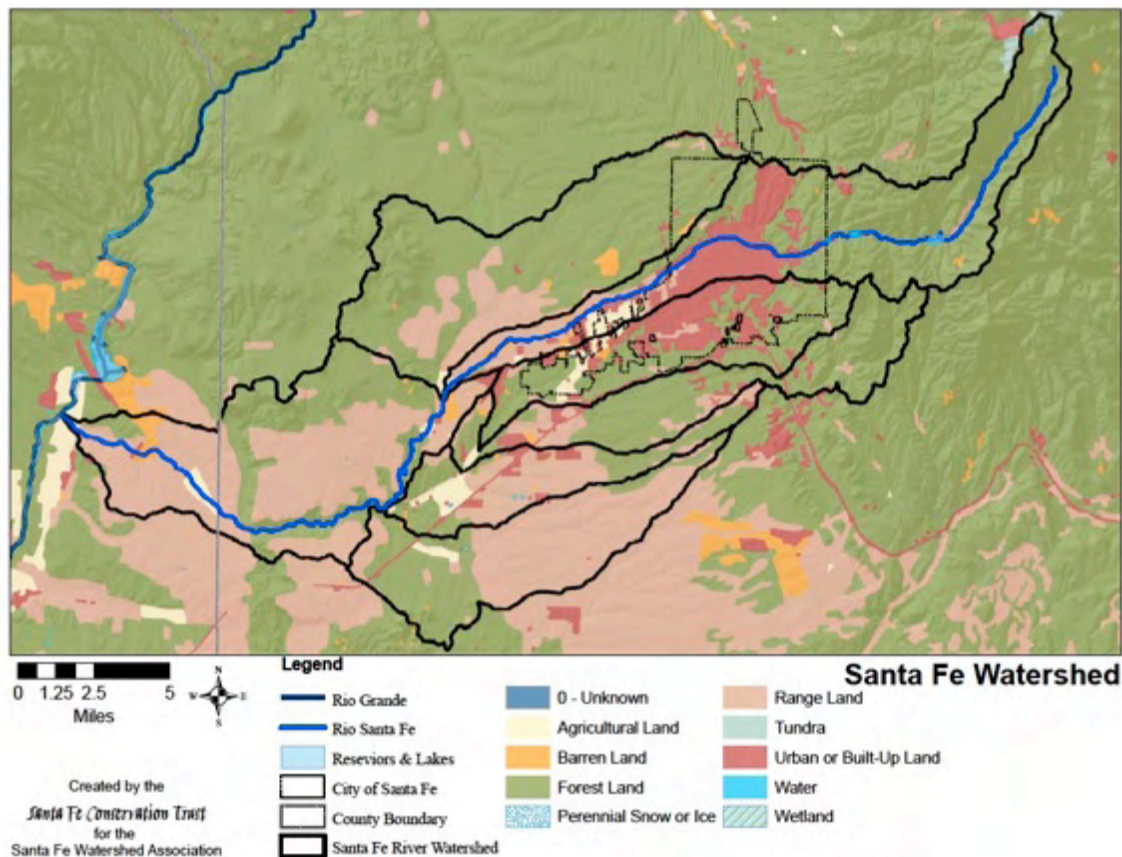 Santa Fe Watershed
0 1.25 2.5 5
Miles
N
W E
S
Created by the
Santa Fe Conservation Trust
for the
Santa Fe Watershed Association
Legend
Rio Grande
Rio Santa Fe
Reseviors & Lakes
City of Santa Fe
County Boundary
Santa Fe River Watershed
0 - Unknown
Agricultural Land
Barren Land
Forest Land
Perennial Snow or Ice
Range Land
Tundra
Urban or Built-Up Land
Water
Wetland